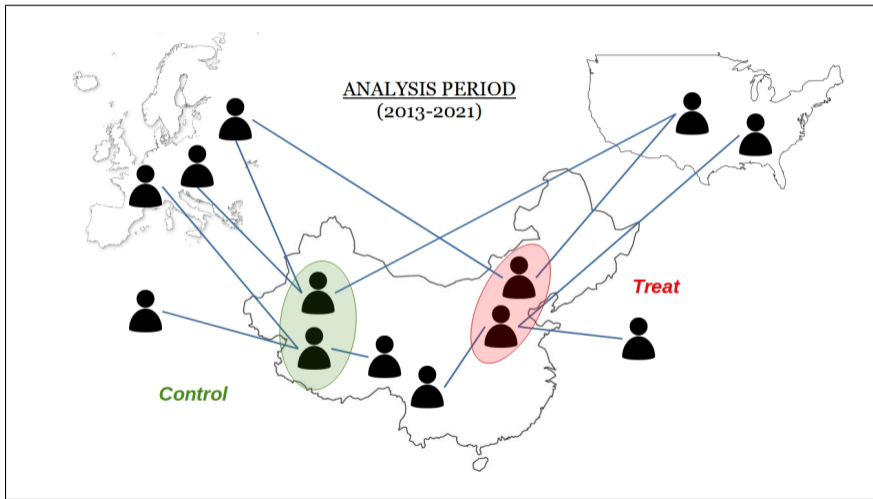 ANALYSIS PERIOD
(2013-2021)
Treat
Control